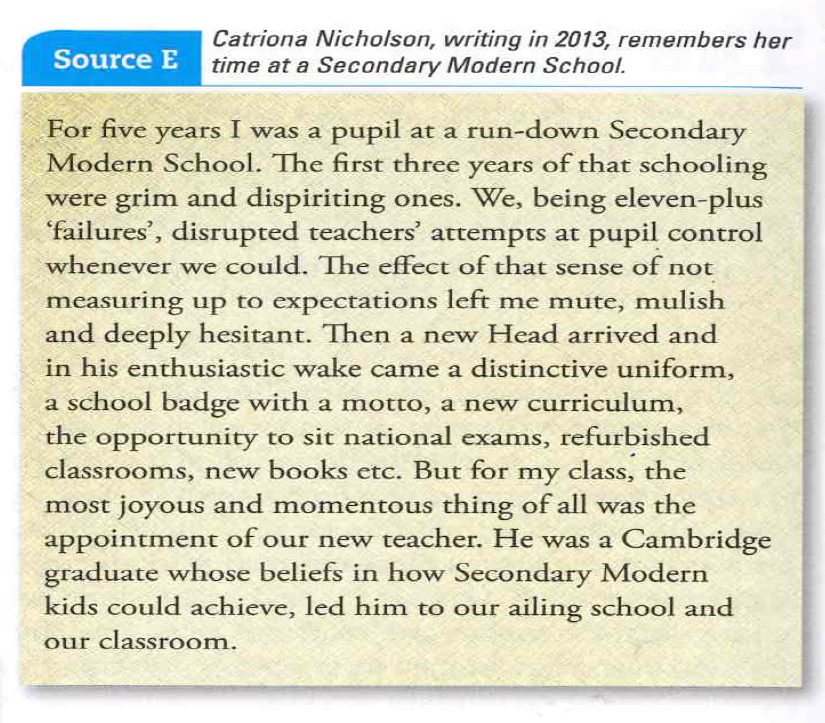 Source E
Catriona Nicholson, writing in 2013, remembers her
time at a Secondary Modern School.
For five years I was a pupil at a run-down Secondary
Modern School. The first three years of that schooling
were grim and dispiriting ones. We, being eleven-plus
‘failures’, disrupted teachers’ attempts at pupil control
whenever we could. The effect of that sense of not
measuring up to expectations left me mute, mulish
and deeply hesitant. Then a new Head arrived and
in his enthusiastic wake came a distinctive uniform,
a school badge with a motto, a new curriculum,
the opportunity to sit national exams, refurbished
classrooms, new books etc. But for my class, the
most joyous and momentous thing of all was the
appointment of our new teacher. He was a Cambridge
graduate whose beliefs in how Secondary Modern
kids could achieve, led him to our ailing school and
our classroom.